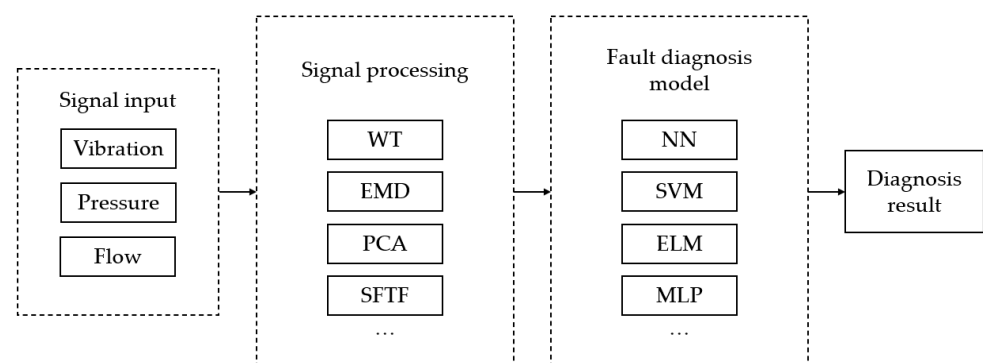 Signal input
Vibration
Pressure
Flow
Signal processing
WT
EMD
PCA
SFTF
...
Fault diagnosis
model
NN
SVM
ELM
MLP
...
Diagnosis
result